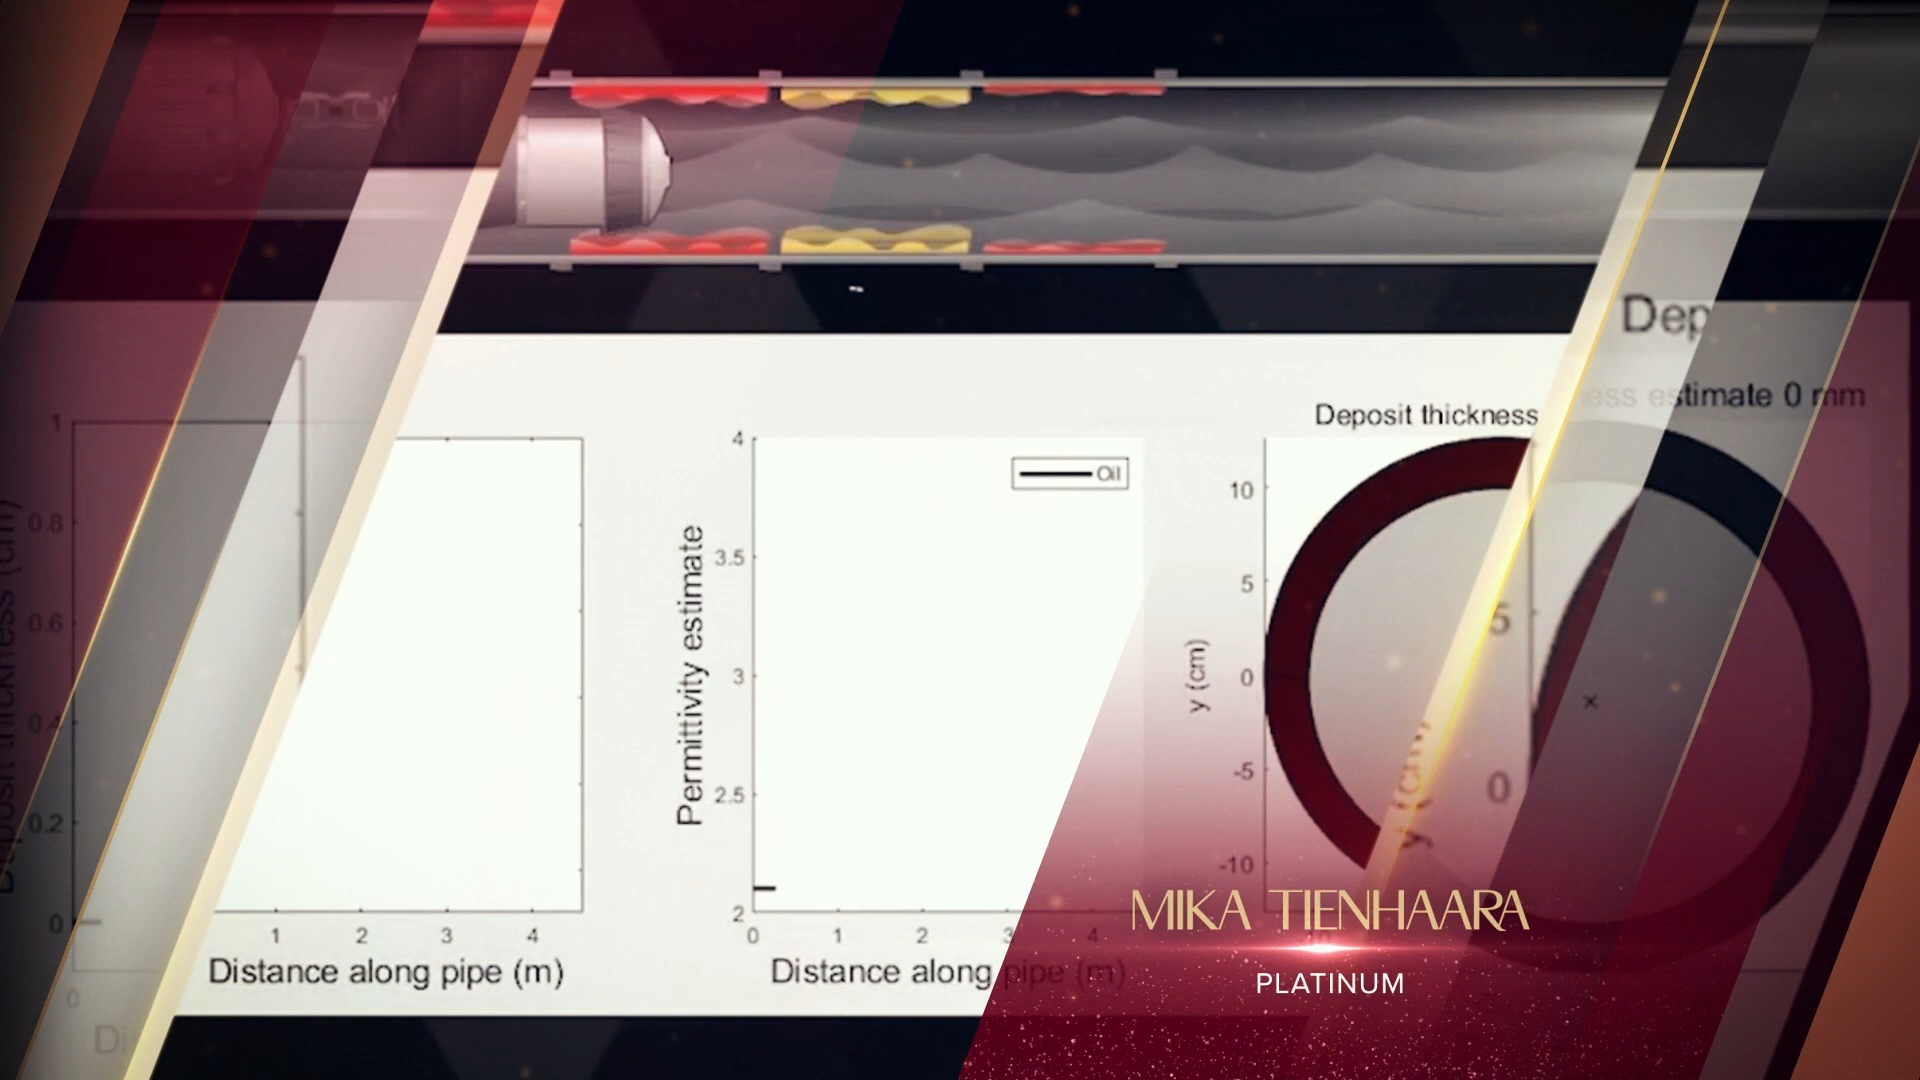 Dep
estimate 0 mm
Deposit thickness
1
0.8
0.6
0.4
0.2
0
0
1
2
3
4
Distance along pipe (m)
4
3.5
3
2.5
2
Permittivity estimate
Oil
0
1
2
3
4
Distance along pipe (m)
10
5
0
-5
-10
y (cm)
5
0
y (cm)
MIKA TIENHAARA
PLATINUM